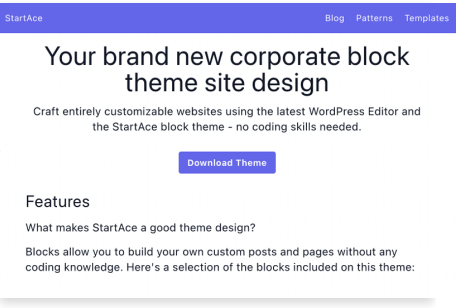 StartAce
Blog Patterns Templates
Your brand new corporate block
theme site design
Craft entirely customizable websites using the latest WordPress Editor and
the StartAce block theme - no coding skills needed.
Download Theme
Features
What makes StartAce a good theme design?
Blocks allow you to build your own custom posts and pages without any
coding knowledge. Here's a selection of the blocks included on this theme: